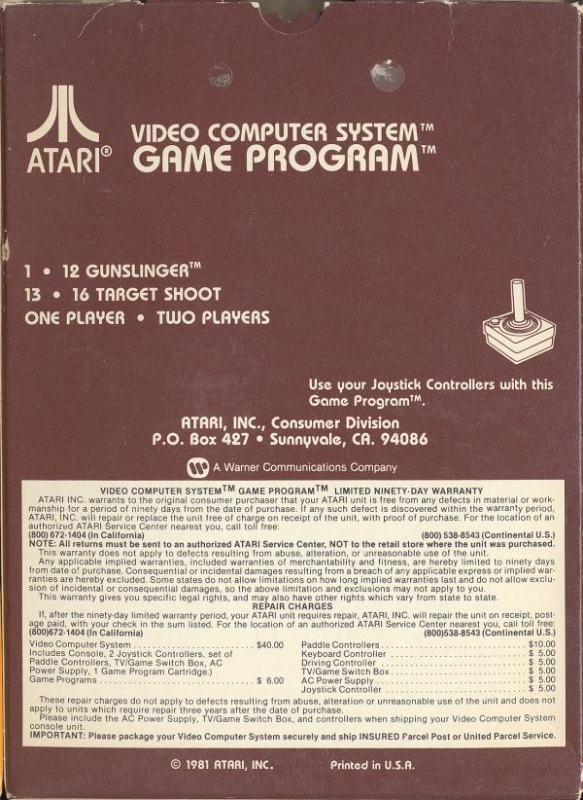 VIDEO COMPUTER SYSTEM™
ATARI® GAME PROGRAM™
1 • 12 GUNSLINGER™
13 • 16 TARGET SHOOT
ONE PLAYER • TWO PLAYERS
Use your Joystick Controllers with this
Game Program™.
ATARI, INC., Consumer Division
P.O. Box 427 • Sunnyvale, CA. 94086
A Warner Communications Company
VIDEO COMPUTER SYSTEM™ GAME PROGRAM™ LIMITED NINETY-DAY WARRANTY
ATARI INC. warrants to the original consumer purchaser that your ATARI unit is free from any defects in material or work-
manship for a period of ninety days from the date of purchase. If any such defect is discovered within the warranty period,
ATARI, INC. will repair or replace the unit free of charge on receipt of the unit, with proof of purchase. For the location of an
authorized ATARI Service Center nearest you, call toll free:
(800) 672-1404 (In California) (800) 538-8543 (Continental U.S.)
NOTE: All returns must be sent to an authorized ATARI Service Center, NOT to the retail store where the unit was purchased.
This warranty does not apply to defects resulting from abuse, alteration, or unreasonable use of the unit.
Any applicable implied warranties, included warranties of merchantability and fitness, are hereby limited to ninety days
from date of purchase. Consequential or incidental damages resulting from a breach of any applicable express or implied war-
ranties are hereby excluded. Some states do not allow limitations on how long implied warranties last and do not allow exclu-
sion of incidental or consequential damages, so the above limitation and exclusions may not apply to you.
This warranty gives you specific legal rights, and may also have other rights which vary from state to state.
REPAIR CHARGES
If, after the ninety-day limited warranty period, your ATARI unit requires repair, ATARI, INC. will repair the unit on receipt, post-
age paid, with your check in the sum listed. For the location of an authorized ATARI Service Center nearest you, call toll free:
(800)672-1404 (In California) (800)538-8543 (Continental U.S.)
Video Computer System $40.00
Includes Console, 2 Joystick Controllers, set of
Paddle Controllers, TV/Game Switch Box, AC
Power Supply, 1 Game Program Cartridge.)
Game Programs $ 6.00
Paddle Controllers $10.00
Keyboard Controller $ 5.00
Driving Controller $ 5.00
TV/Game Switch Box $ 5.00
AC Power Supply $ 5.00
Joystick Controller $ 5.00
These repair charges do not apply to defects resulting from abuse, alteration or unreasonable use of the unit and does not
apply to units which require repair three years after the date of purchase.
Please include the AC Power Supply, TV/Game Switch Box, and controllers when shipping your Video Computer System
console unit.
IMPORTANT: Please package your Video Computer System securely and ship INSURED Parcel Post or United Parcel Service.
© 1981 ATARI, INC. Printed in U.S.A.